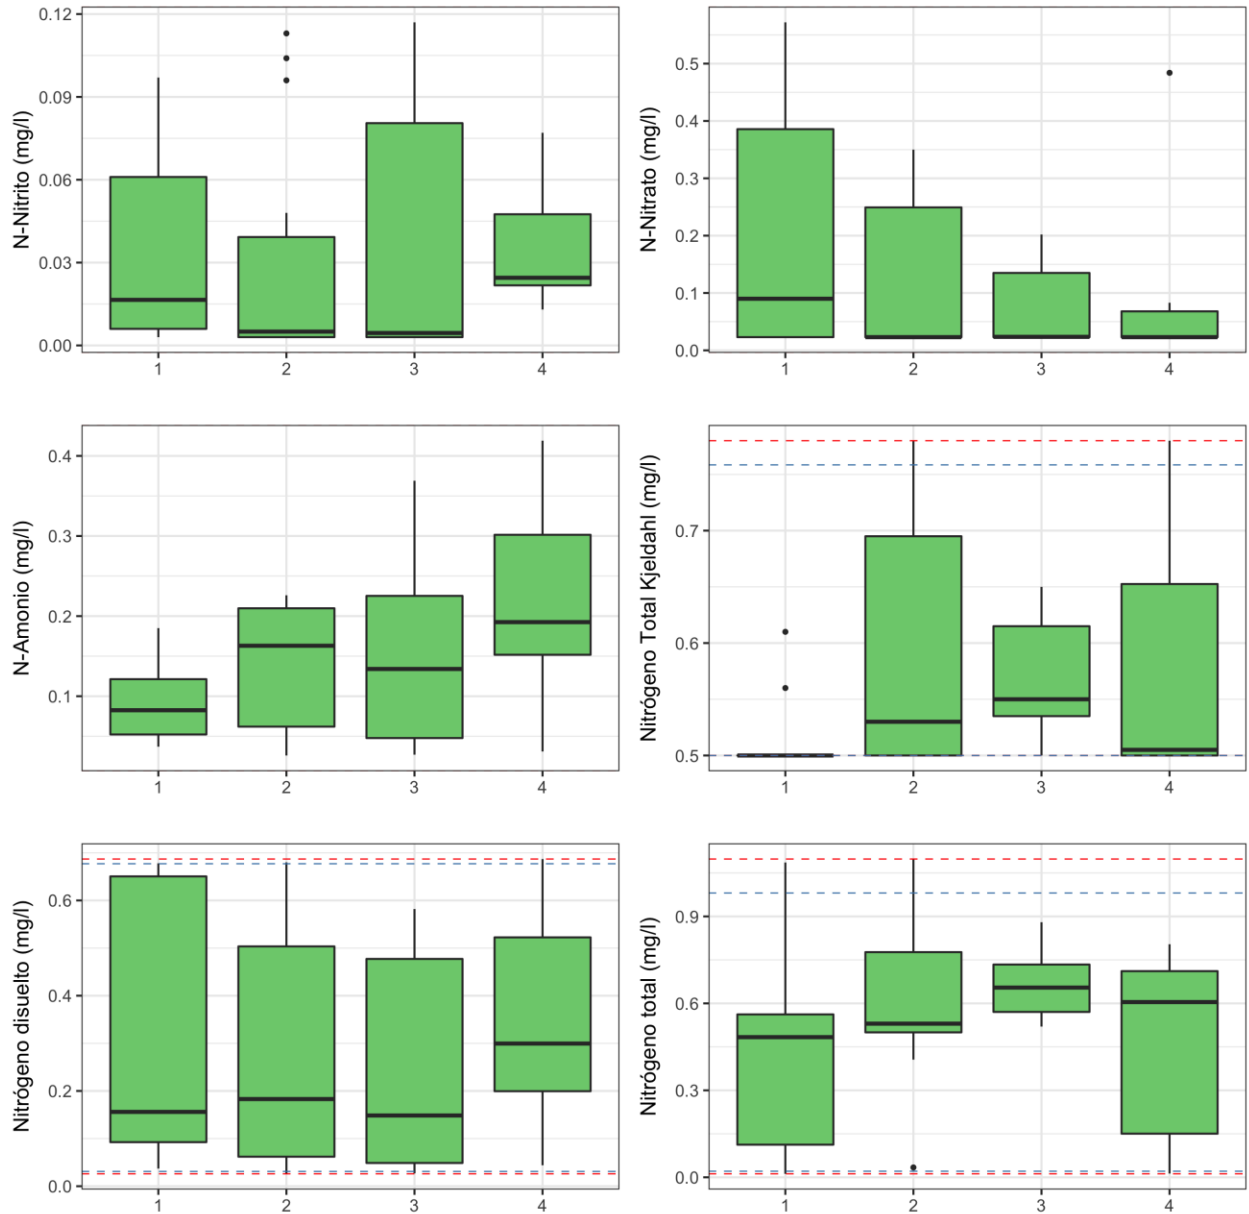 N-Nitrito (mg/l)
0.12
0.09
0.06
0.03
0.00
1 2 3 4
N-Nitrato (mg/l)
0.5
0.4
0.3
0.2
0.1
0.0
1 2 3 4
N-Amonio (mg/l)
0.4
0.3
0.2
0.1
1 2 3 4
Nitrógeno Total Kjeldahl (mg/l)
0.7
0.6
0.5
1 2 3 4
Nitrógeno disuelto (mg/l)
0.6
0.4
0.2
0.0
1 2 3 4
Nitrógeno total (mg/l)
0.9
0.6
0.3
0.0
1 2 3 4